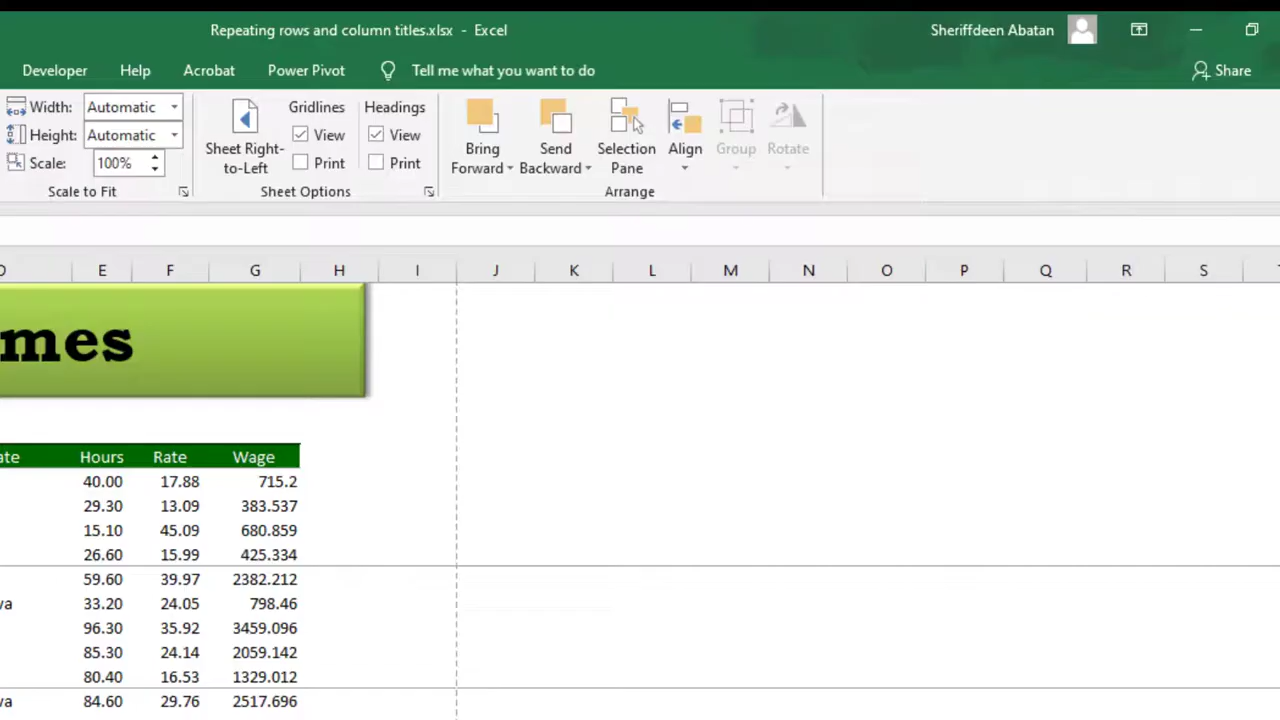 Repeating rows and column titles.xlsx - Excel
Sheriffdeen Abatan
Developer Help Acrobat Power Pivot Tell me what you want to do Share
Width: Automatic
Height: Automatic
Scale: 100%
Scale to Fit
Sheet Right-
to-Left
Gridlines
View
Print
Headings
View
Print
Sheet Options
Bring
Forward
Send
Backward
Selection
Pane
Align
Group
Rotate
Arrange
E F G H I J K L M N O P Q R S
mes
ate Hours Rate Wage
40.00 17.88 715.2
29.30 13.09 383.537
15.10 45.09 680.859
26.60 15.99 425.334
59.60 39.97 2382.212
va 33.20 24.05 798.46
96.30 35.92 3459.096
85.30 24.14 2059.142
80.40 16.53 1329.012
va 84.60 29.76 2517.696